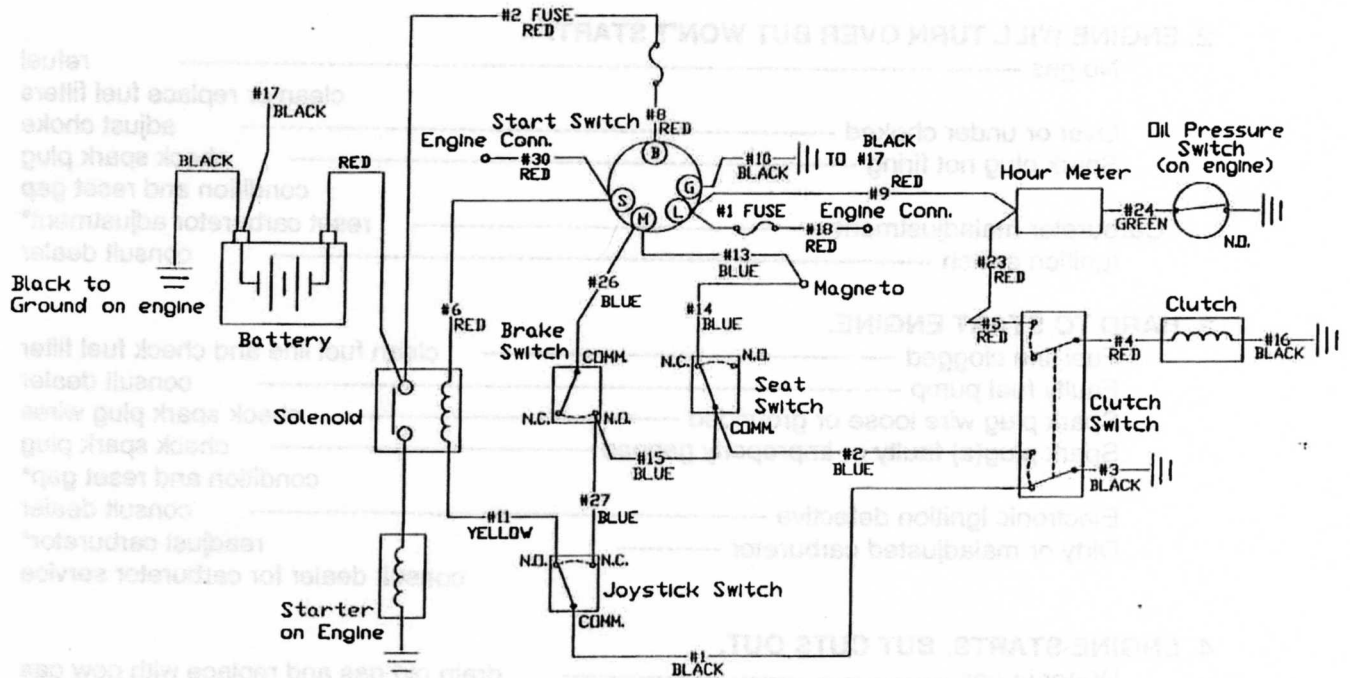 #2 FUSE
RED
#17
BLACK
BLACK
RED
Start Switch
#8
RED
Engine Conn.
#30
RED
B
S
M
L
G
#10
BLACK
TO
BLACK
#17
#9
RED
#1 FUSE
Engine Conn.
#18
RED
Hour Meter
Oil Pressure
Switch
(on engine)
#24
GREEN
N.O.
#13
BLUE
Magneto
#26
BLUE
#14
BLUE
#23
RED
Black to
Ground on engine
Battery
#6
RED
Brake
Switch
COMM.
N.C.
N.O.
N.C.
N.O.
Seat
Switch
COMM.
#5
RED
#4
RED
Clutch
#16
BLACK
Clutch
Switch
Solenoid
#15
BLUE
#2
BLUE
#3
BLACK
#27
BLUE
#11
YELLOW
N.O.
N.C.
Joystick Switch
COMM.
Starter
on Engine
#1
BLACK